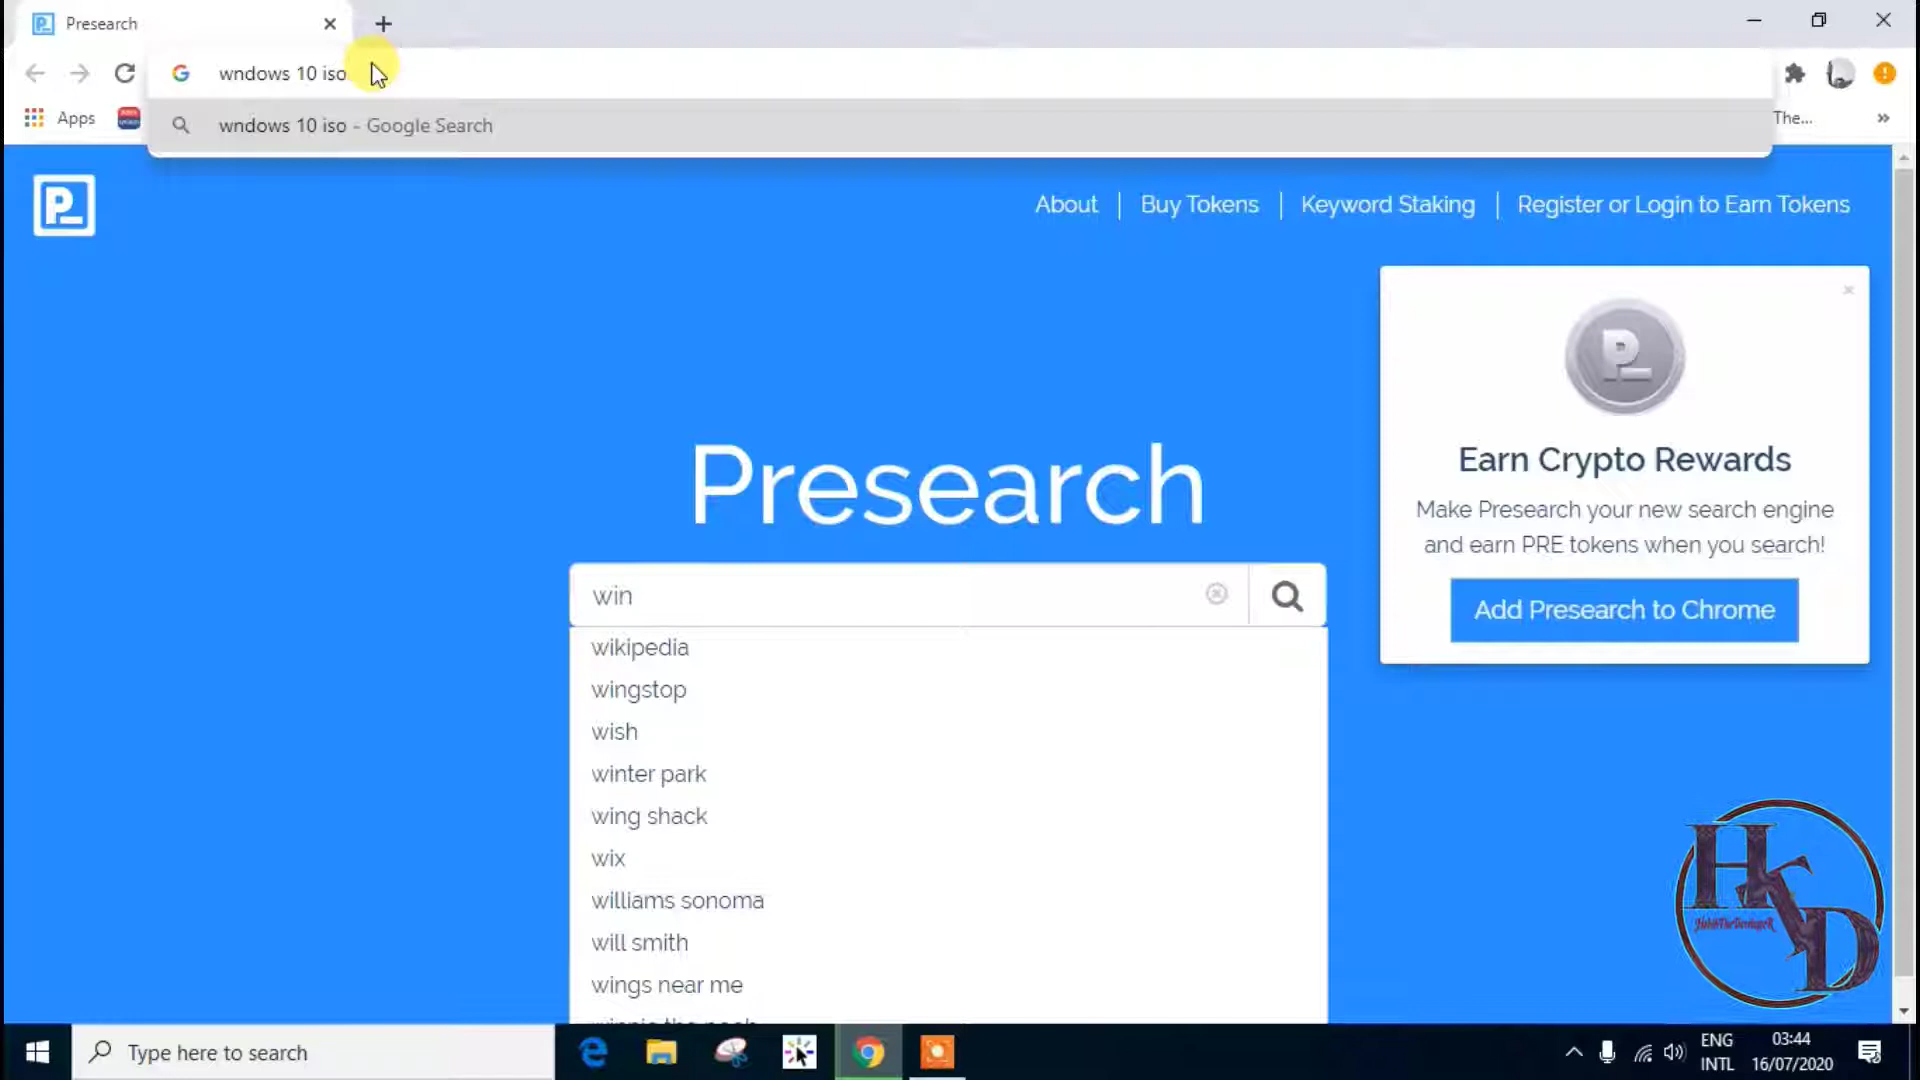 Presearch
wndows 10 iso
Apps
wndows 10 iso - Google Search
The...
P_
About
Buy Tokens
Keyword Staking
Register or Login to Earn Tokens
P_
Earn Crypto Rewards
Make Presearch your new search engine
and earn PRE tokens when you search!
Add Presearch to Chrome
Presearch
win
wikipedia
wingstop
wish
winter park
wing shack
wix
williams sonoma
will smith
wings near me
HKD
Type here to search
ENG
INTL
03:44
16/07/2020